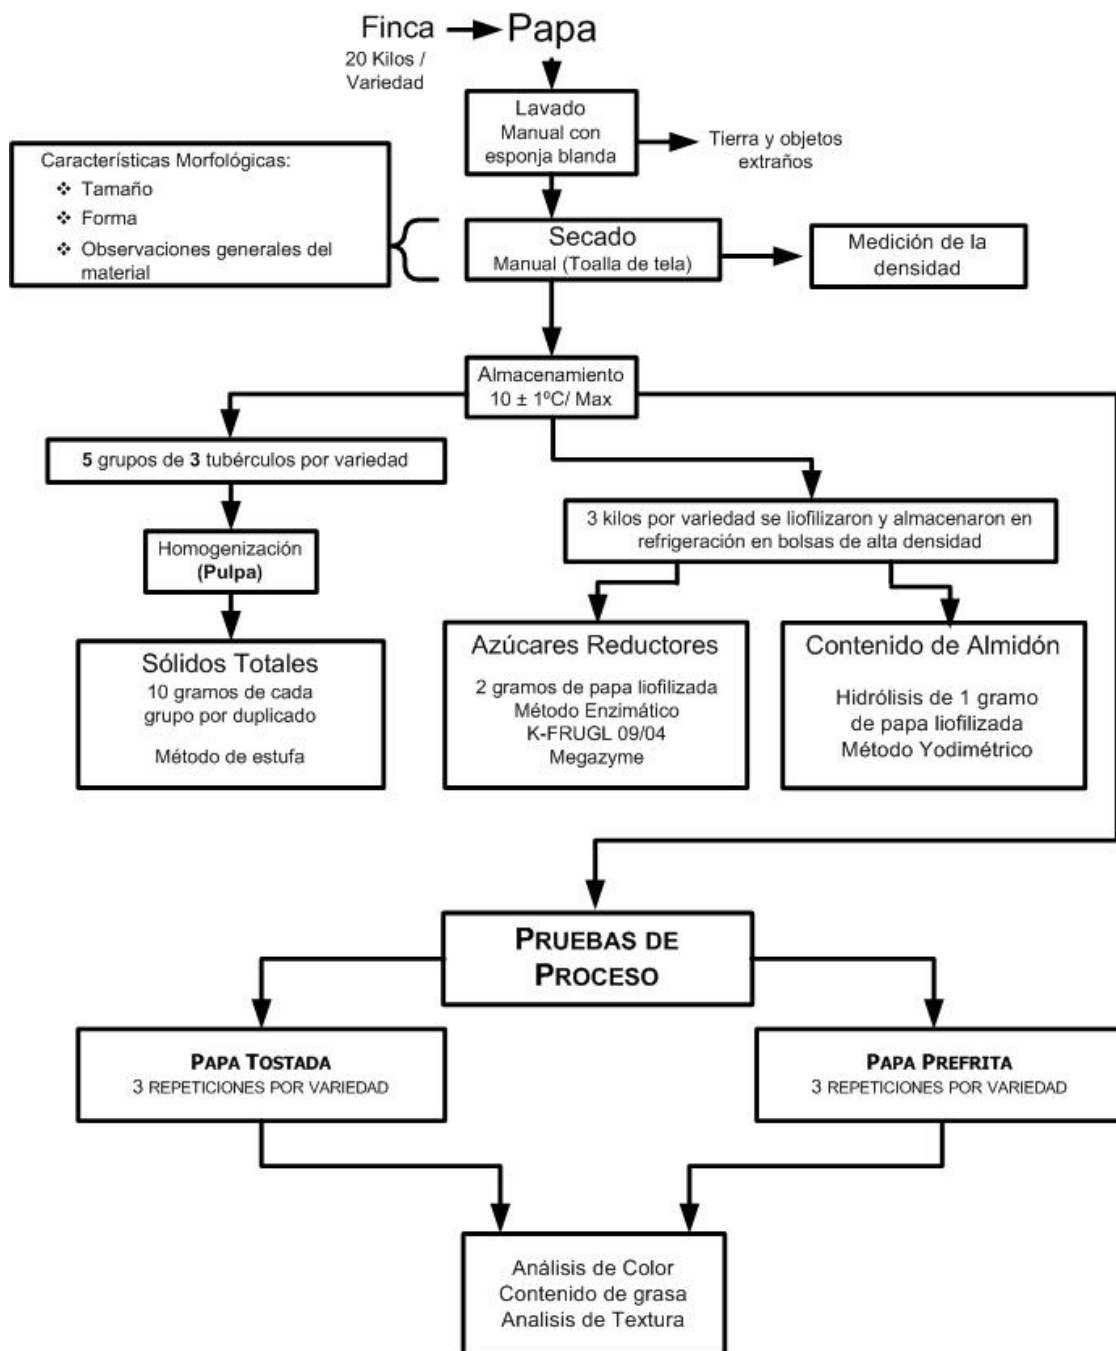 Finca
Papa
20 Kilos /
Variedad
Lavado
Manual con
esponja blanda
Tierra y objetos
extraños
Características Morfológicas:
❖ Tamaño
❖ Forma
❖ Observaciones generales del
material
Secado
Manual (Toalla de tela)
Medición de la
densidad
Almacenamiento
10 ± 1ºC/ Max
5 grupos de 3 tubérculos por variedad
3 kilos por variedad se liofilizaron y almacenaron en
refrigeración en bolsas de alta densidad
Homogenización
(Pulpa)
Sólidos Totales
10 gramos de cada
grupo por duplicado
Método de estufa
Azúcares Reductores
2 gramos de papa liofilizada
Método Enzimático
K-FRUGL 09/04
Megazyme
Contenido de Almidón
Hidrólisis de 1 gramo
de papa liofilizada
Método Yodimétrico
PRUEBAS DE
PROCESO
PAPA TOSTADA
3 REPETICIONES POR VARIEDAD
PAPA PREFRITA
3 REPETICIONES POR VARIEDAD
Análisis de Color
Contenido de grasa
Analisis de Textura